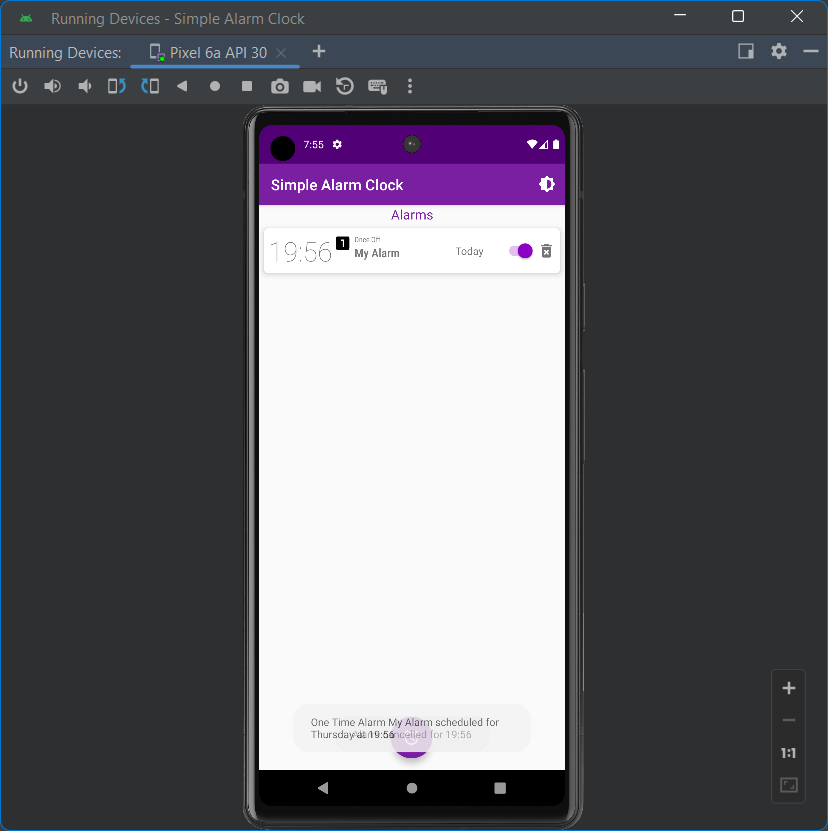 Running Devices - Simple Alarm Clock
Running Devices: Pixel 6a API 30
7:55
Simple Alarm Clock
Alarms
19:56 1 Once Off
My Alarm
Today
One Time Alarm My Alarm scheduled for
Thursday at 19:56
Alarm cancelled for 19:56
1:1